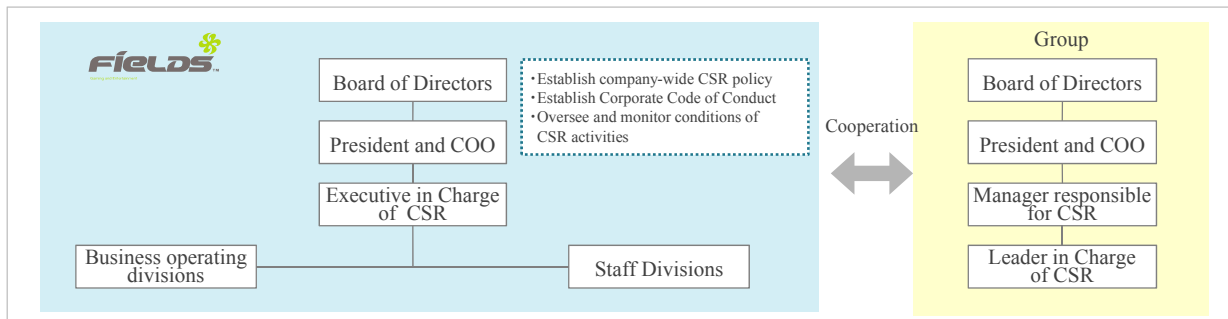 FIELDS
TM
Board of Directors
・Establish company-wide CSR policy
・Establish Corporate Code of Conduct
・Oversee and monitor conditions of
CSR activities
President and COO
Executive in Charge
of CSR
Business operating
divisions
Staff Divisions
Cooperation
Group
Board of Directors
President and COO
Manager responsible
for CSR
Leader in Charge
of CSR